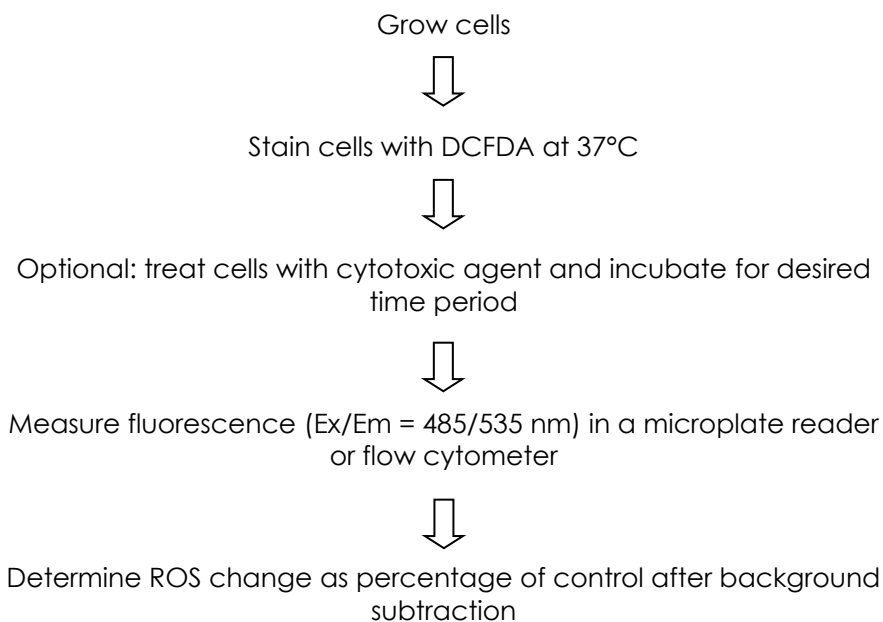 Grow cells
Stain cells with DCFDA at 37°C
Optional: treat cells with cytotoxic agent and incubate for desired
time period
Measure fluorescence (Ex/Em = 485/535 nm) in a microplate reader
or flow cytometer
Determine ROS change as percentage of control after background
subtraction